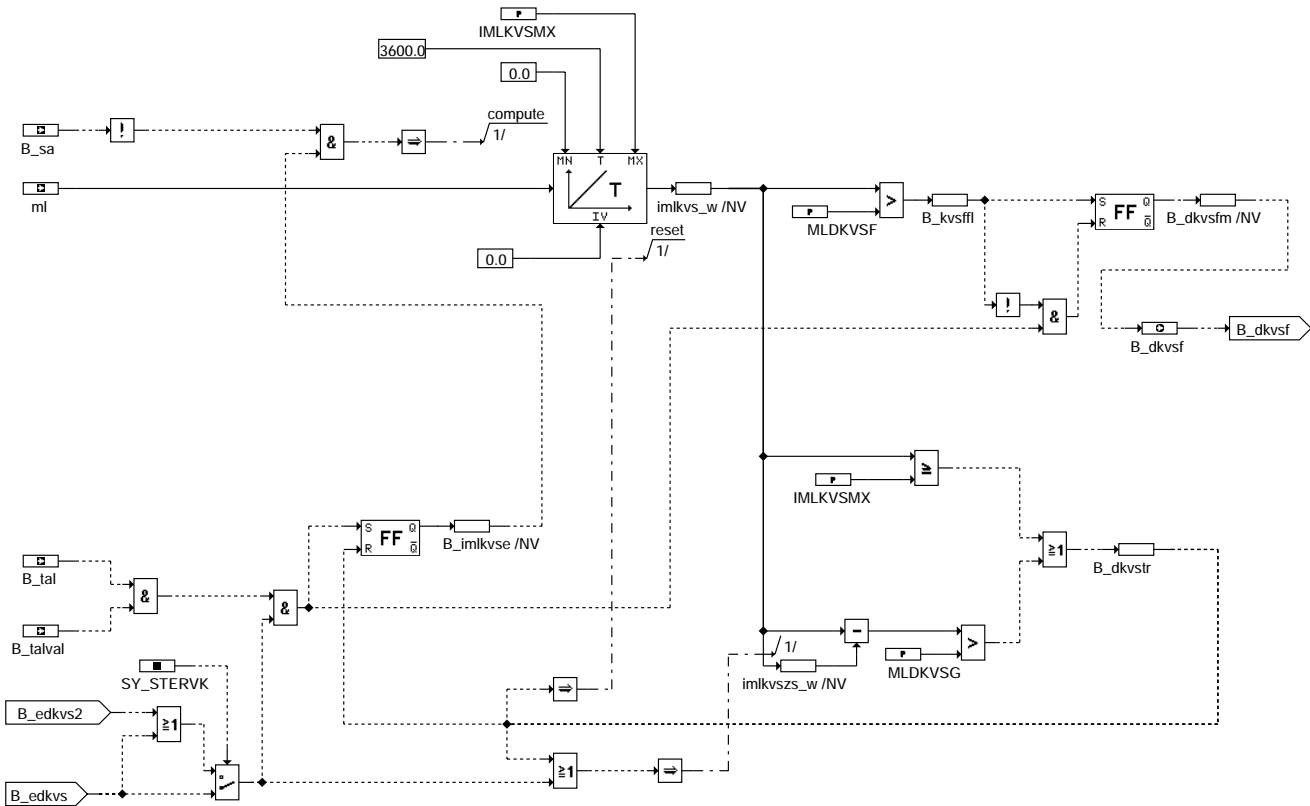 P
IMLKVSMX
3600.0
0.0
compute
1/
B_sa
!
&
⇒
MN T MX
T
IV
ml
imlkvs_w /NV
reset
1/
0.0
P
MLDKVSF
>
B_kvsffl
S Q
FF
R Q̅
B_dkvsfm /NV
!
&
B_dkvsf
B_dkvsf
P
IMLKVSMX
≧
S Q
FF
R Q̅
B_imlkvse /NV
B_tal
&
B_talval
&
≧1
B_dkvstr
1/
-
P
MLDKVSG
>
imlkvszs_w /NV
SY_STERVK
B_edkvs2
≧1
⇒
B_edkvs
≧1
⇒